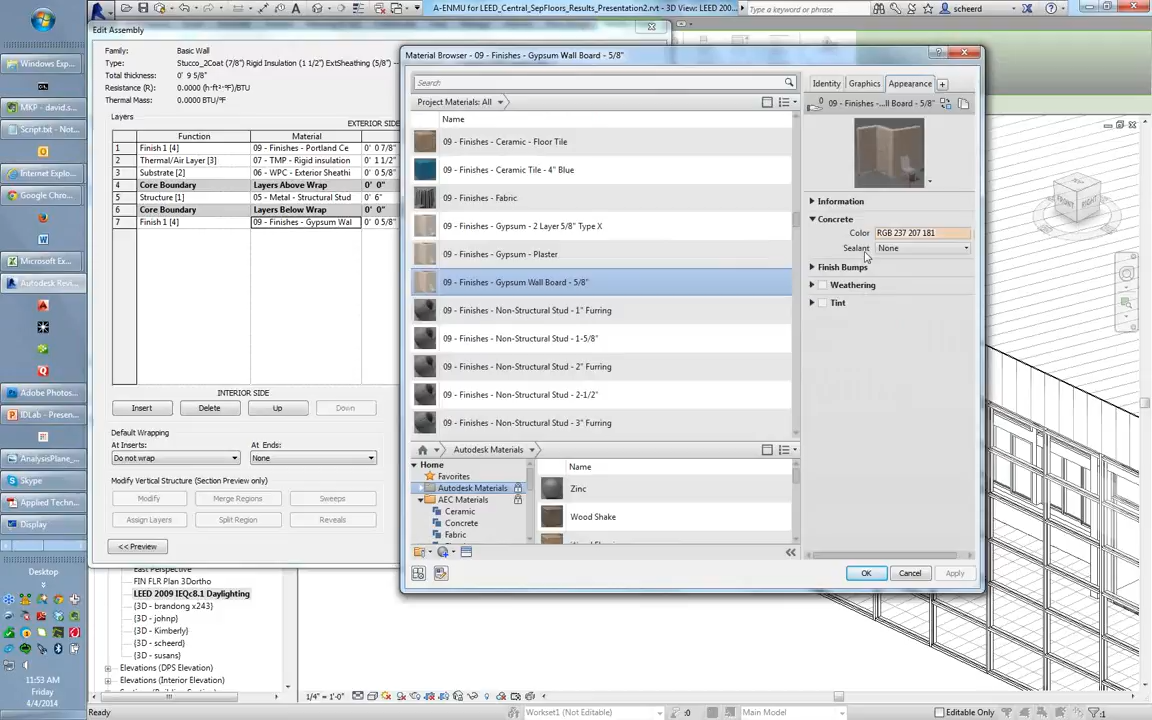 A-ENMU for LEED_Central_SepFloors_Results_Presentation2.rvt - 3D View: LEED 200...
Type a keyword or phrase
scheerd
Windows Exp...
MKP - david.s...
Script.txt - Not...
Internet Explo...
Google Chro...
Microsoft Ex...
Autodesk Revi...
Adobe Photos...
IDLab - Presen...
AnalysisPlane_...
Skype
Applied Techn...
Display
Desktop
11:53 AM
Friday
4/4/2014
Edit Assembly
Family: Basic Wall
Type: Stucco_2Coat (7/8") Rigid Insulation (1 1/2") ExtSheathing (5/8") --
Total thickness: 0' 9 5/8"
Resistance (R): 0.0000 (h·ft²·°F)/BTU
Thermal Mass: 0.0000 BTU/°F
Layers
EXTERIOR SIDE
Function Material
1 Finish 1 [4] 09 - Finishes - Portland Ce 0' 0 7/8"
2 Thermal/Air Layer [3] 07 - TMP - Rigid insulation 0' 1 1/2"
3 Substrate [2] 06 - WPC - Exterior Sheathi 0' 0 5/8"
4 Core Boundary Layers Above Wrap 0' 0"
5 Structure [1] 05 - Metal - Structural Stud 0' 6"
6 Core Boundary Layers Below Wrap 0' 0"
7 Finish 1 [4] 09 - Finishes - Gypsum Wal 0' 0 5/8"
INTERIOR SIDE
Insert Delete Up Down
Default Wrapping
At Inserts: At Ends:
Do not wrap None
Modify Vertical Structure (Section Preview only)
Modify Merge Regions Sweeps
Assign Layers Split Region Reveals
<< Preview
East Perspective
FIN FLR Plan 3Dortho
LEED 2009 IEQc8.1 Daylighting
{3D - brandong x243}
{3D - johnp}
{3D - Kimberly}
{3D - scheerd}
{3D - susans}
Elevations (DPS Elevation)
Elevations (Interior Elevation)
1/4" = 1'-0"
Ready
Workset1 (Not Editable)
:0
Main Model
Editable Only
:1
Material Browser - 09 - Finishes - Gypsum Wall Board - 5/8"
Search
Project Materials: All
Name
09 - Finishes - Ceramic - Floor Tile
09 - Finishes - Ceramic Tile - 4" Blue
09 - Finishes - Fabric
09 - Finishes - Gypsum - 2 Layer 5/8" Type X
09 - Finishes - Gypsum - Plaster
09 - Finishes - Gypsum Wall Board - 5/8"
09 - Finishes - Non-Structural Stud - 1" Furring
09 - Finishes - Non-Structural Stud - 1-5/8"
09 - Finishes - Non-Structural Stud - 2" Furring
09 - Finishes - Non-Structural Stud - 2-1/2"
09 - Finishes - Non-Structural Stud - 3" Furring
Autodesk Materials
Home
Favorites
Autodesk Materials
AEC Materials
Ceramic
Concrete
Fabric
Name
Zinc
Wood Shake
Identity Graphics Appearance
09 - Finishes -...ll Board - 5/8"
Information
Concrete
Color RGB 237 207 181
Sealant None
Finish Bumps
Weathering
Tint
OK Cancel Apply
FRONT
RIGHT